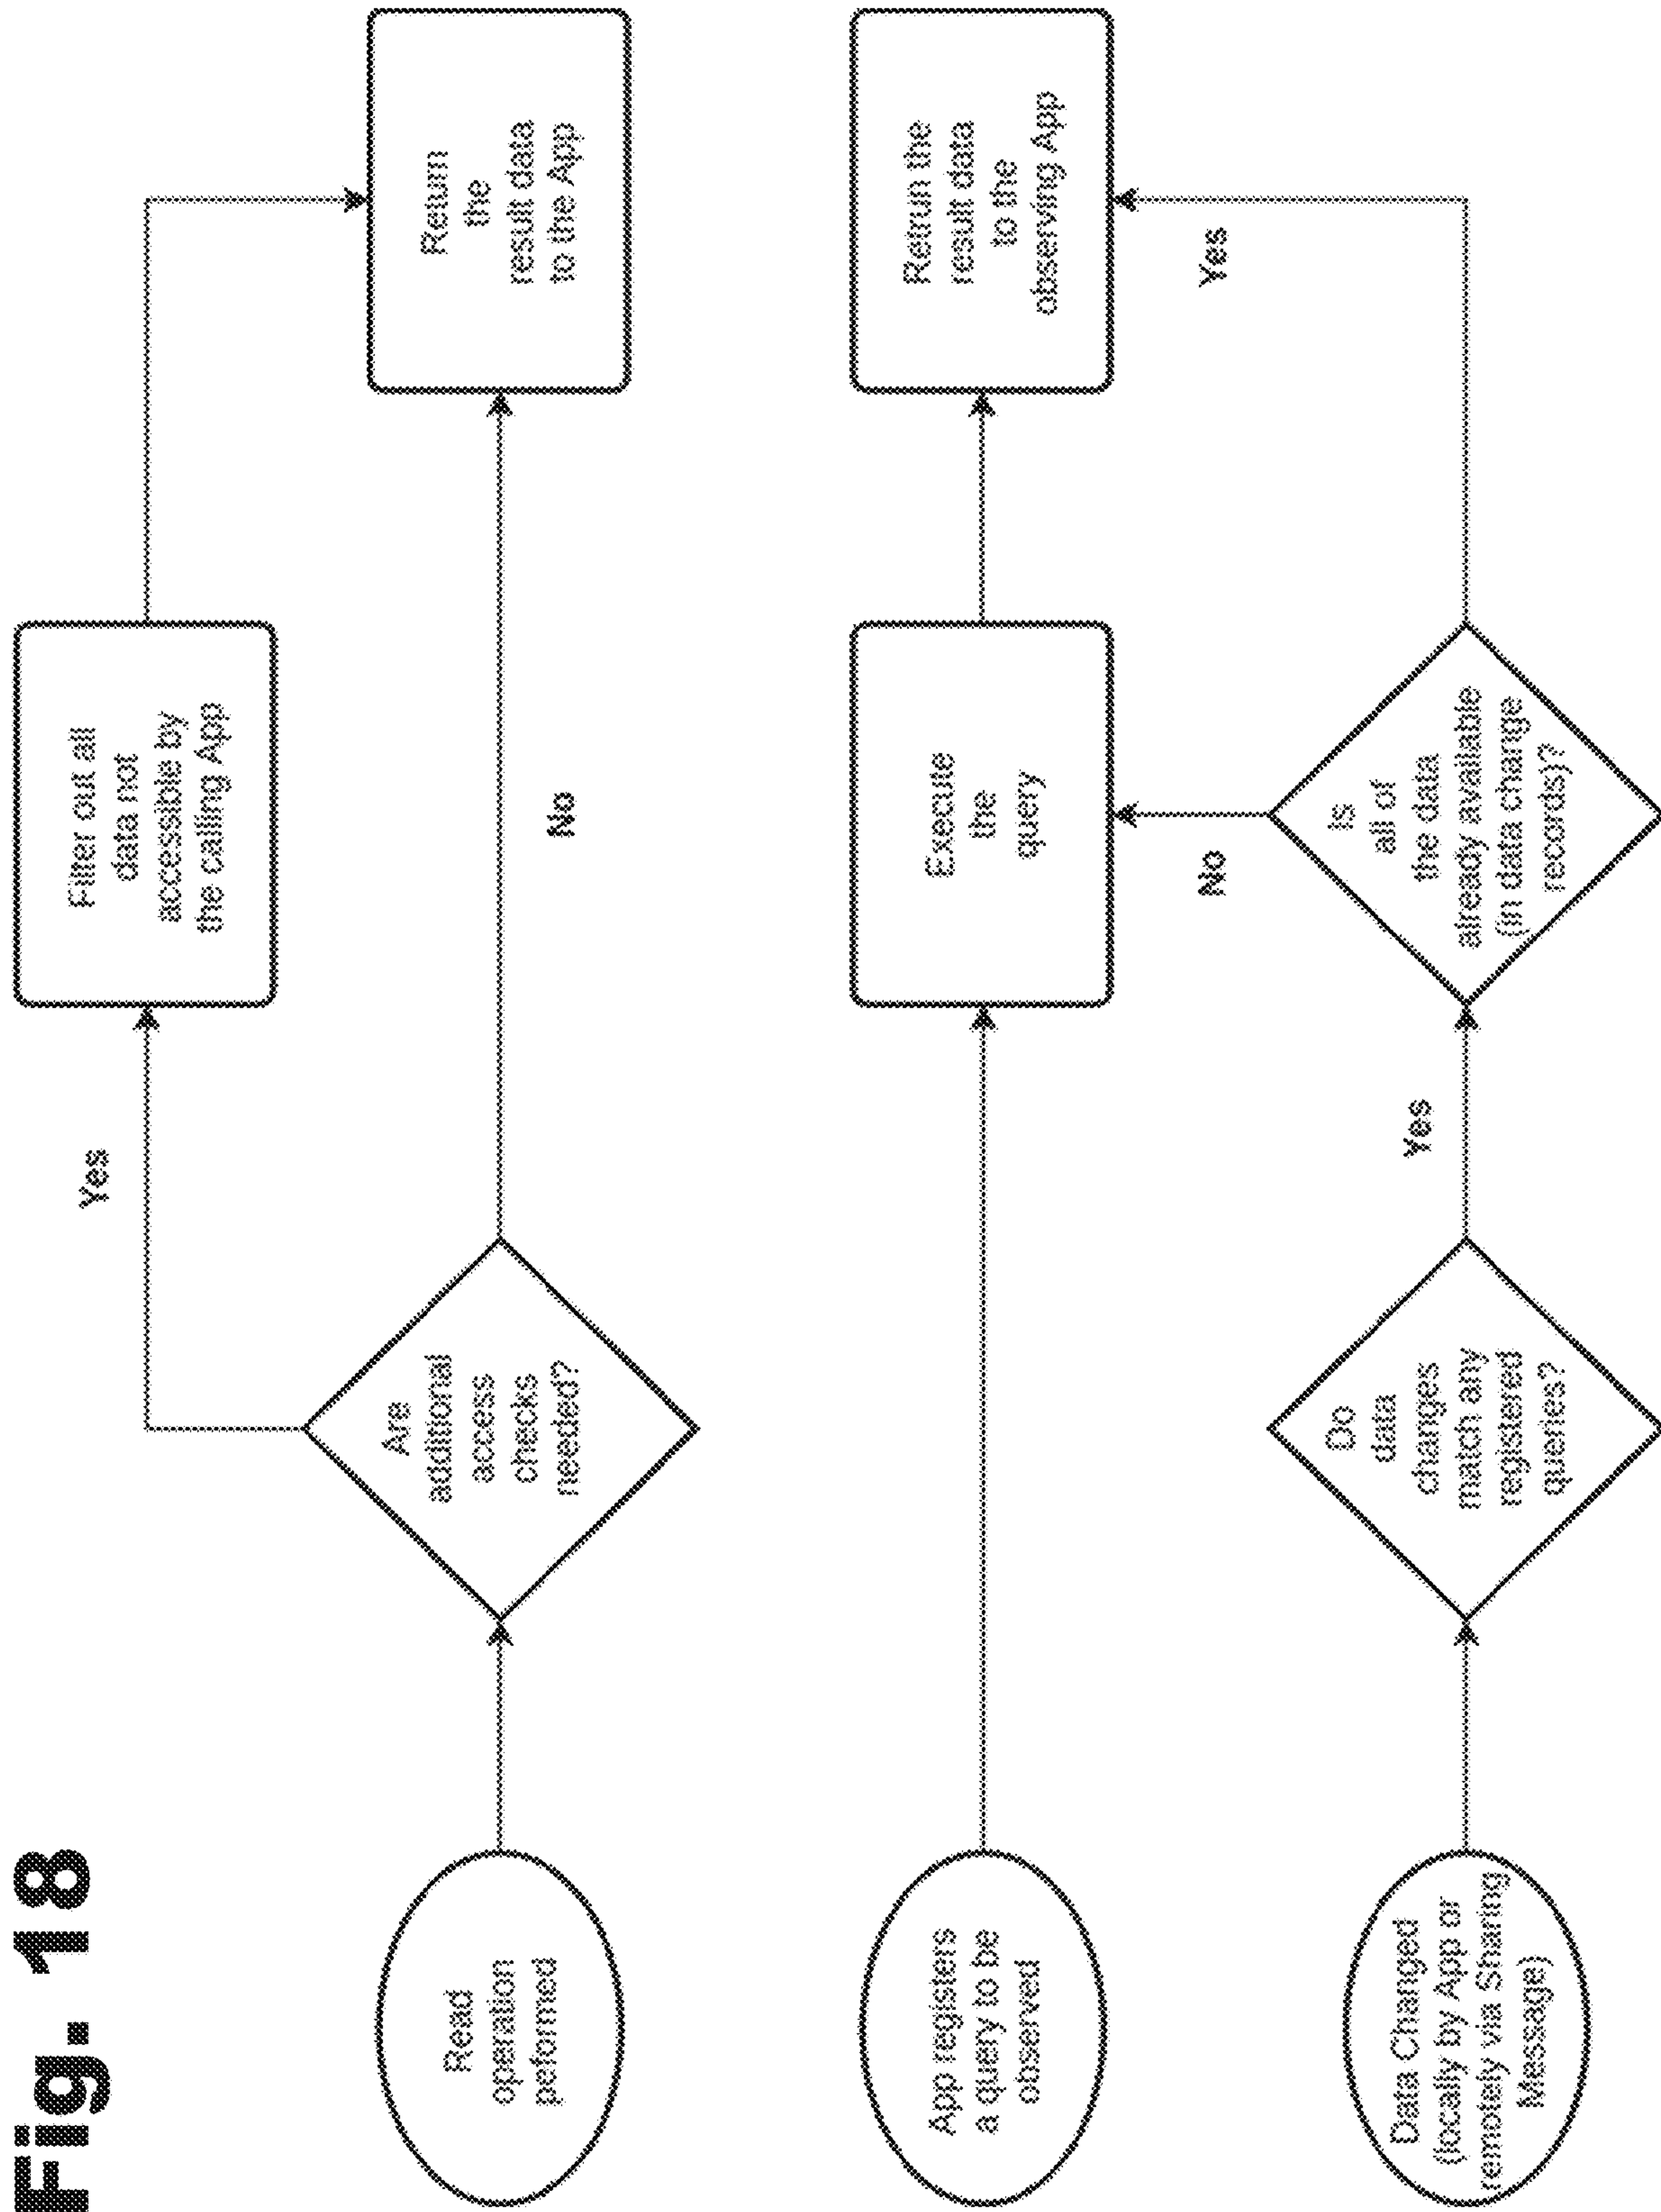 Fig. 18
Read
operation
peformed
Are
additional
access
checks
needed?
Yes
Filter out all
data not
accessible by
the calling App
No
Return
the
result data
to the App
App registers
a query to be
observed
Execute
the
query
Retrun the
result data
to the
observing App
Data Changed
(locally by App or
remotely via Sharing
Message)
Do
data
changes
match any
registered
queries?
Yes
Is
all of
the data
already available
(in data change
records)?
No
Yes